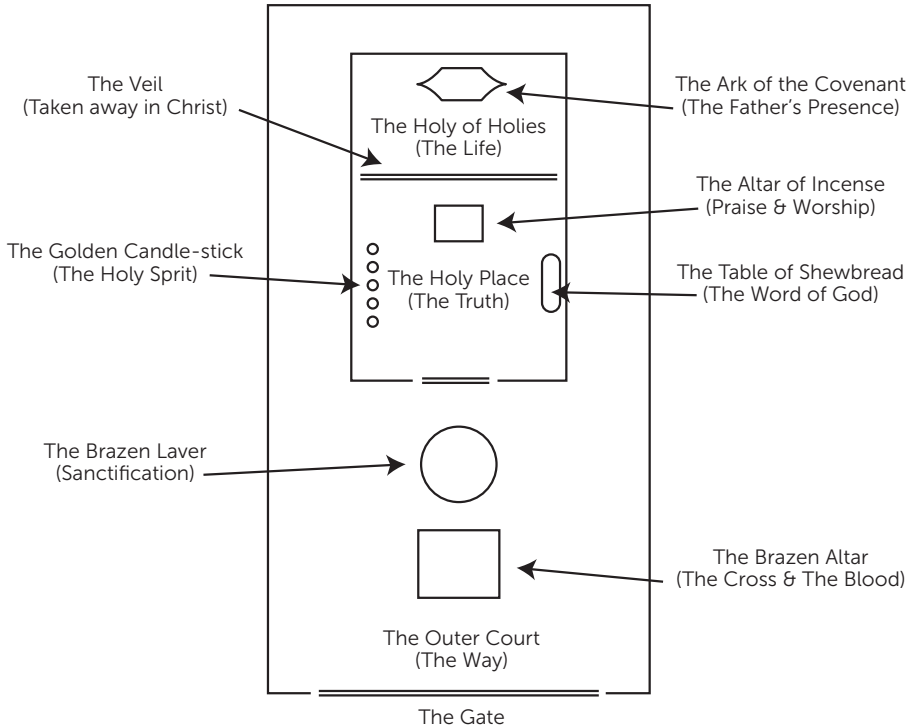 The Veil
(Taken away in Christ)
The Ark of the Covenant
(The Father's Presence)
The Holy of Holies
(The Life)
The Altar of Incense
(Praise & Worship)
The Golden Candle-stick
(The Holy Sprit)
The Holy Place
(The Truth)
The Table of Shewbread
(The Word of God)
The Brazen Laver
(Sanctification)
The Brazen Altar
(The Cross & The Blood)
The Outer Court
(The Way)
The Gate